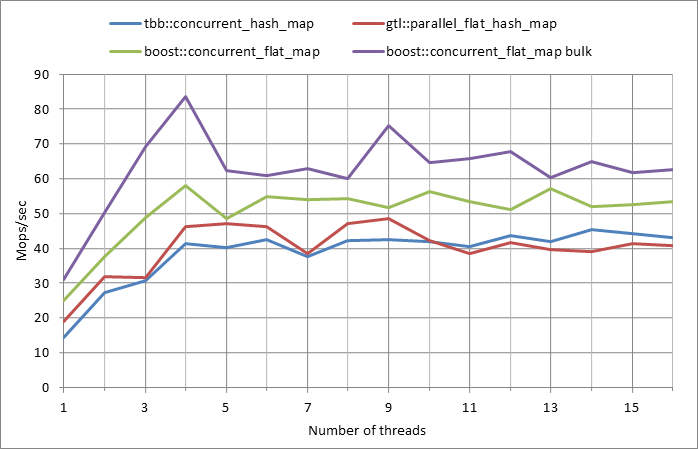 tbb::concurrent_hash_map gtl::parallel_flat_hash_map
boost::concurrent_flat_map boost::concurrent_flat_map bulk
90
80
70
60
50
40
30
20
10
0
Mops/sec
1 3 5 7 9 11 13 15
Number of threads